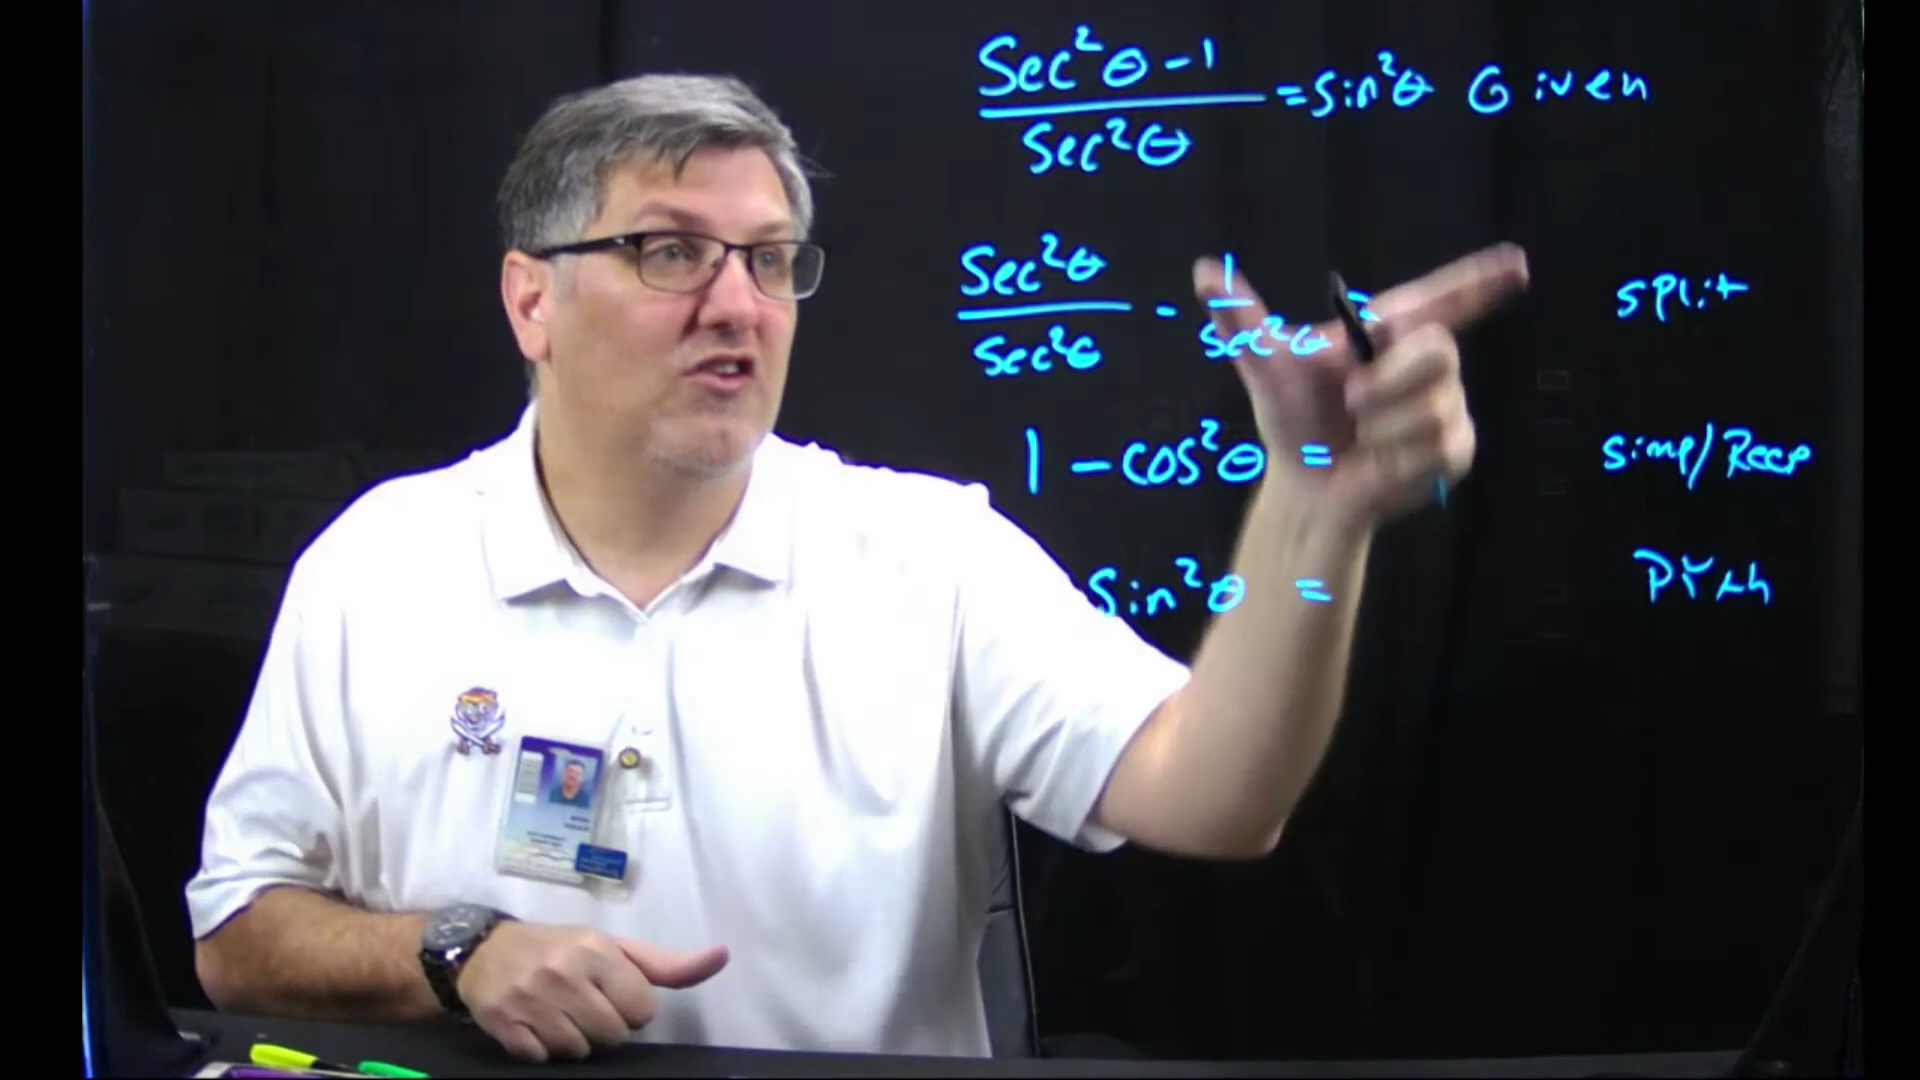 Sec²θ - 1 / Sec²θ = Sin²θ Given
Sec²θ / Sec²θ - 1 / Sec²θ = split
1 - cos²θ = simp/Recp
Sin²θ = PYth